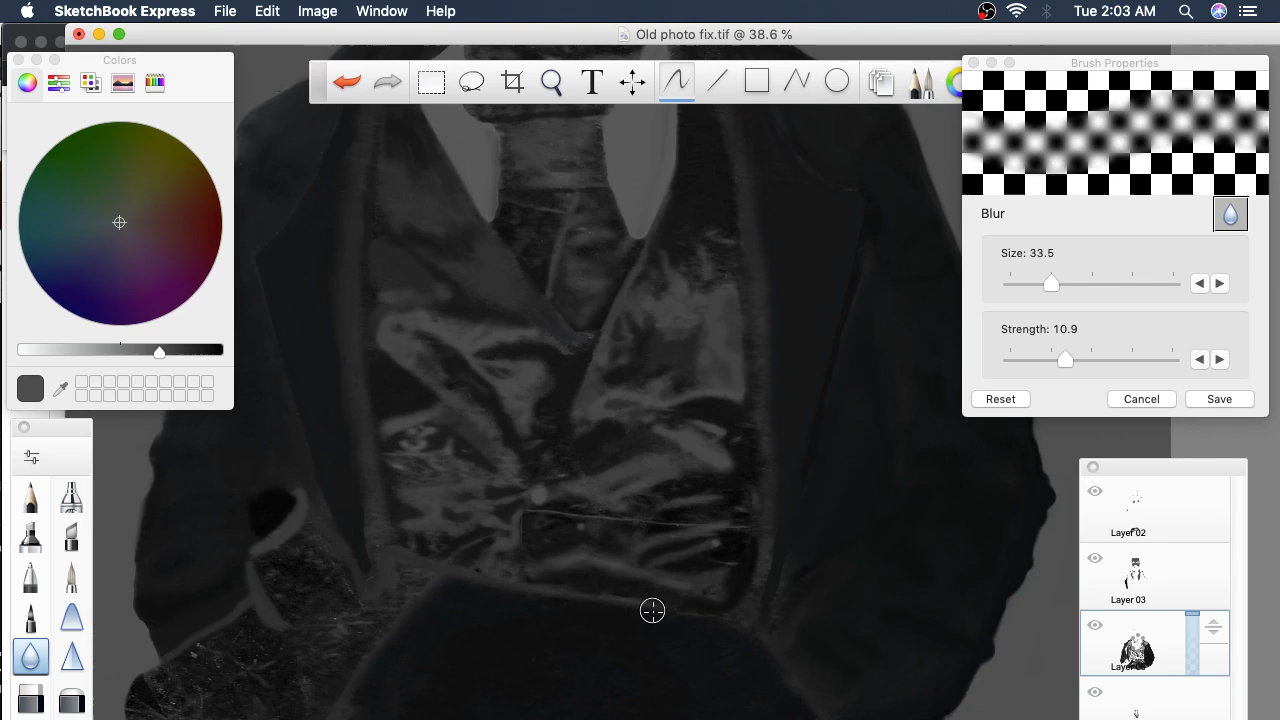 SketchBook Express File Edit Image Window Help Tue 2:03 AM
Old photo fix.tif @ 38.6 %
Colors
T
Brush Properties
Blur
Size: 33.5
Strength: 10.9
Reset Cancel Save
Layer 02
Layer 03